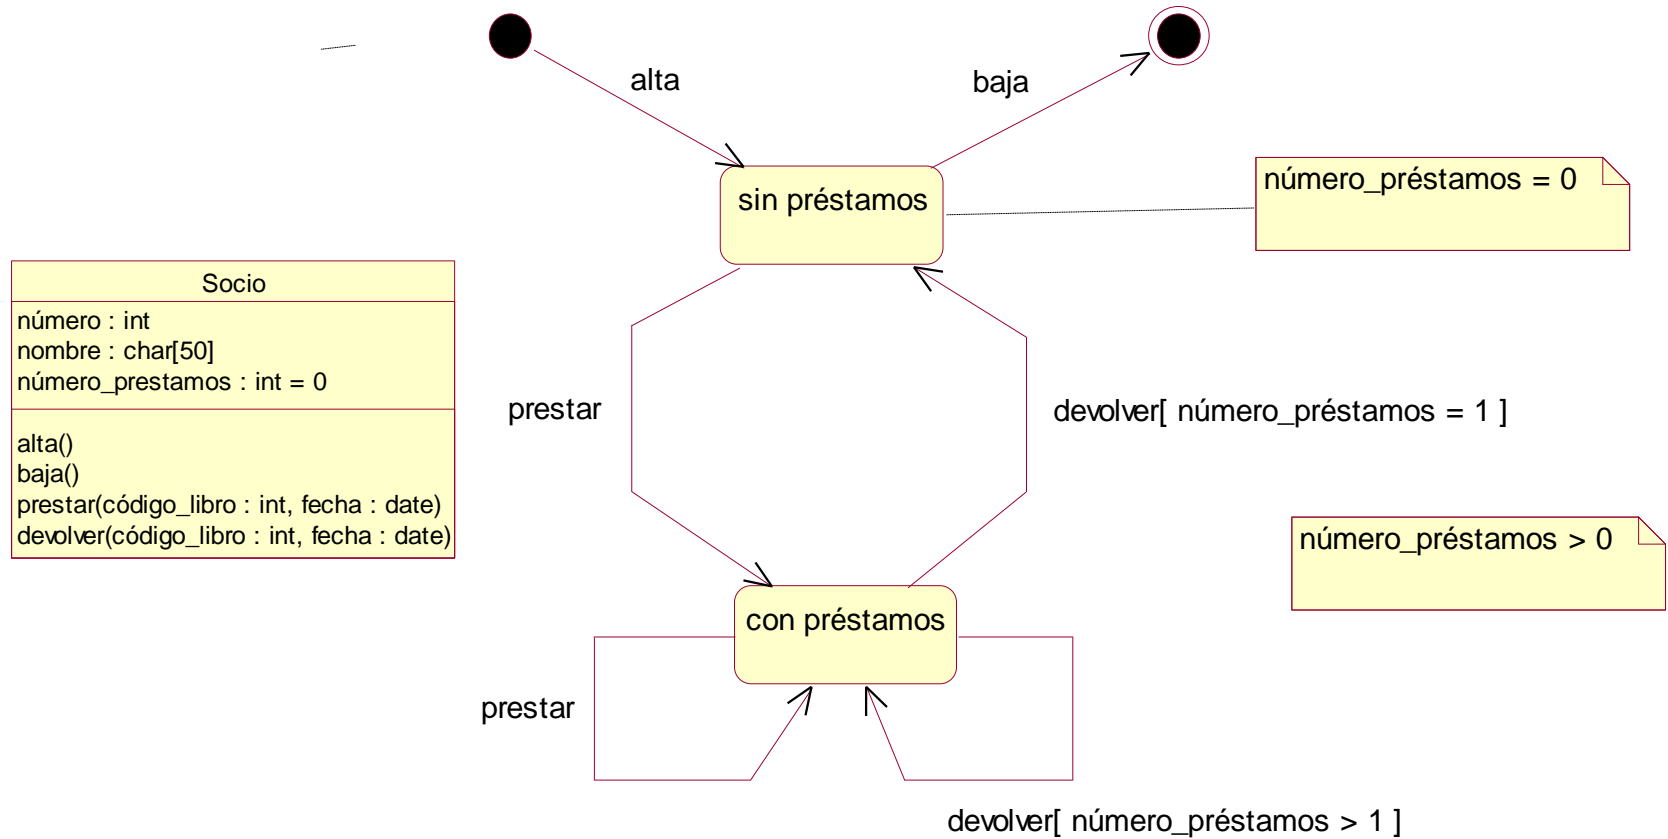 alta
baja
sin préstamos
número_préstamos = 0
Socio
número : int
nombre : char[50]
número_prestamos : int = 0
alta()
baja()
prestar(código_libro : int, fecha : date)
devolver(código_libro : int, fecha : date)
prestar
devolver[ número_préstamos = 1 ]
número_préstamos > 0
con préstamos
prestar
devolver[ número_préstamos > 1 ]